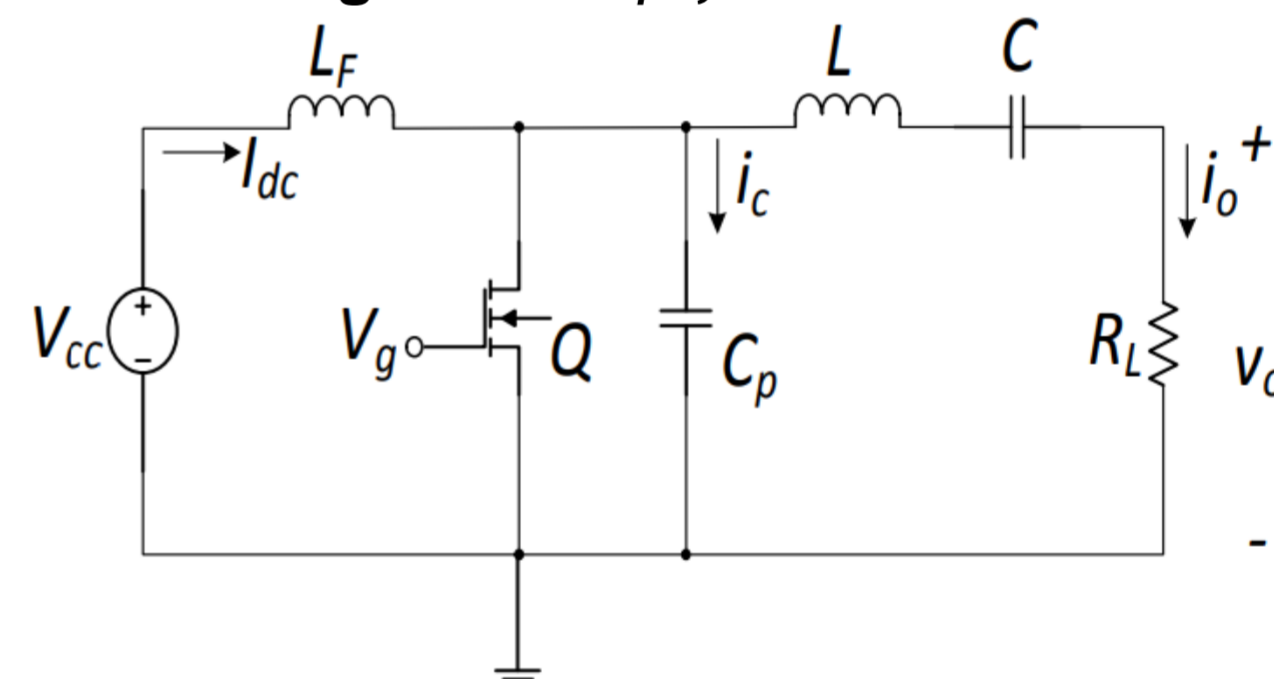 L_F
L
C
I_dc
i_c
i_o
+
V_cc
+
−
V_g
Q
C_p
R_L
-